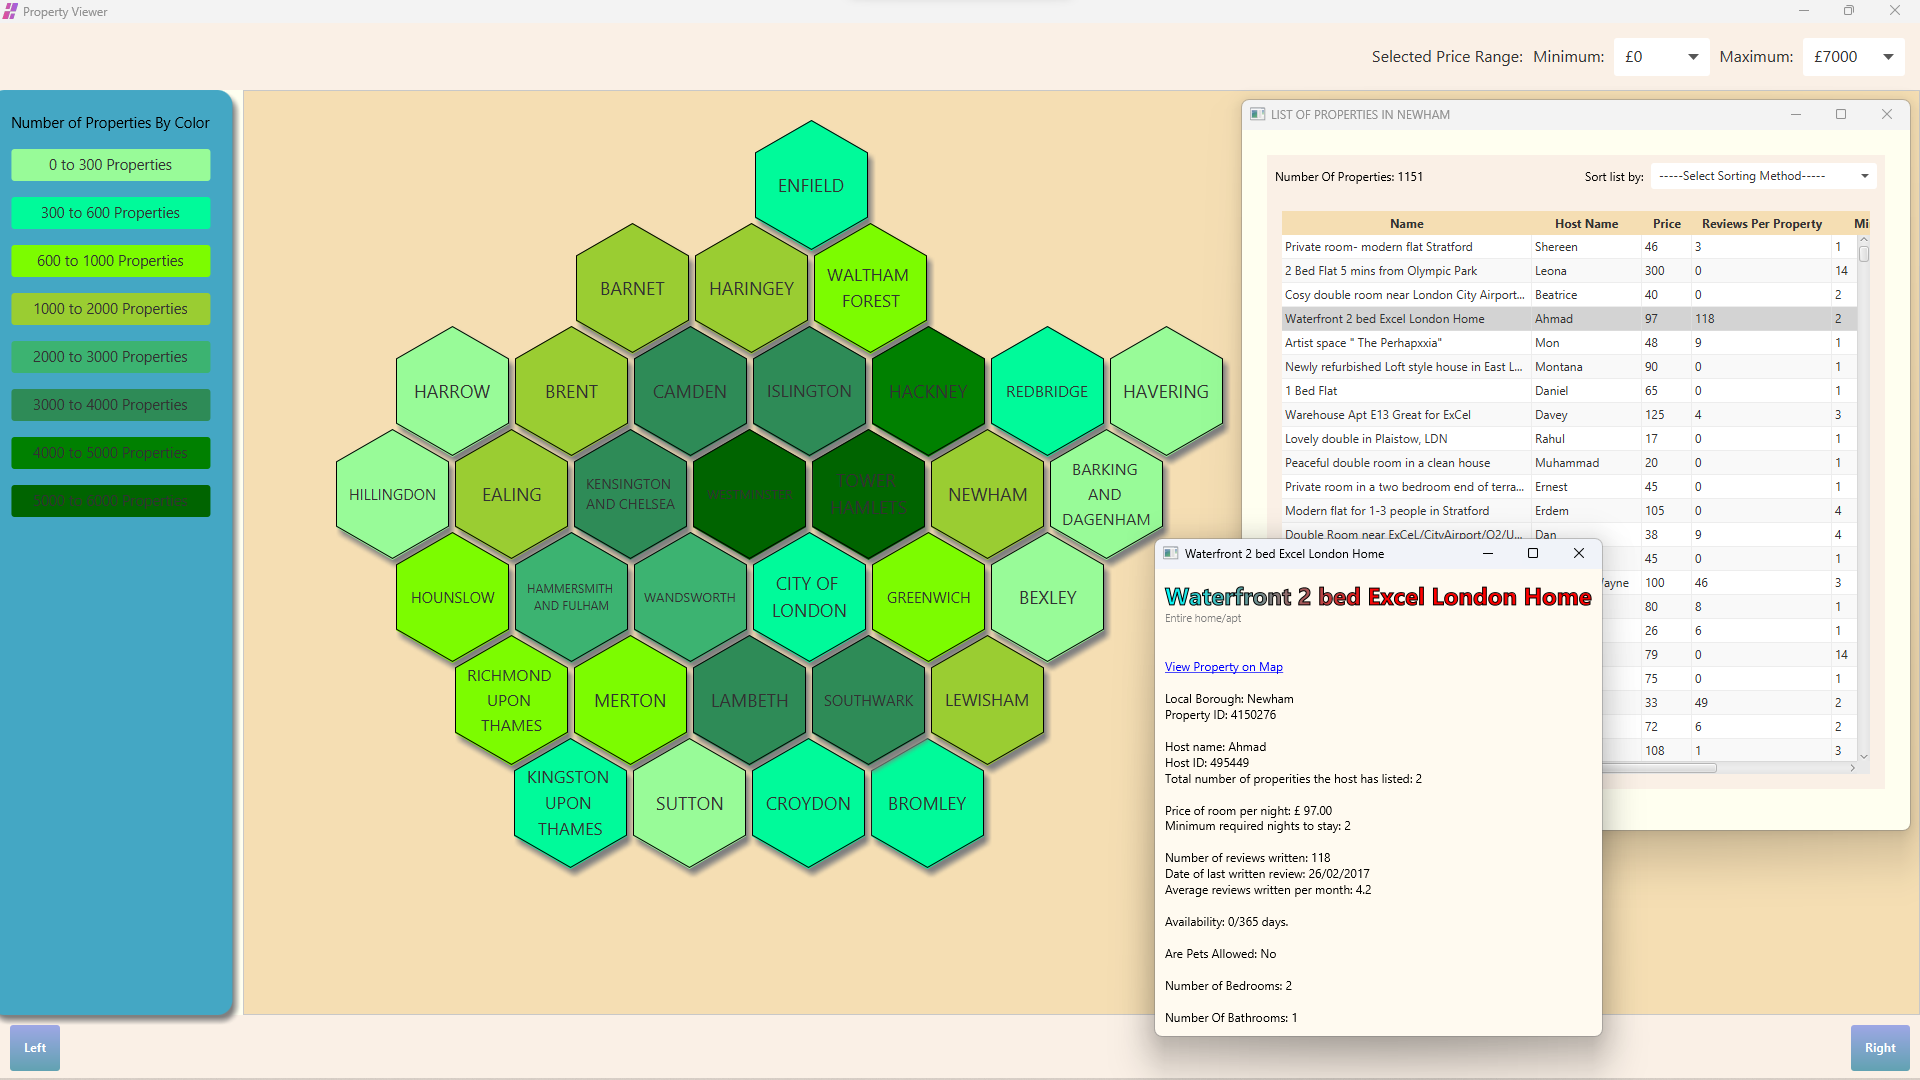 Property Viewer
Selected Price Range: Minimum: £0 Maximum: £7000
Number of Properties By Color
0 to 300 Properties
300 to 600 Properties
600 to 1000 Properties
1000 to 2000 Properties
2000 to 3000 Properties
3000 to 4000 Properties
4000 to 5000 Properties
5000 to 6000 Properties
ENFIELD
BARNET
HARINGEY
WALTHAM
FOREST
HARROW
BRENT
CAMDEN
ISLINGTON
HACKNEY
REDBRIDGE
HAVERING
HILLINGDON
EALING
KENSINGTON
AND CHELSEA
WESTMINSTER
TOWER
HAMLETS
NEWHAM
BARKING
AND
DAGENHAM
HOUNSLOW
HAMMERSMITH
AND FULHAM
WANDSWORTH
CITY OF
LONDON
GREENWICH
BEXLEY
RICHMOND
UPON
THAMES
MERTON
LAMBETH
SOUTHWARK
LEWISHAM
KINGSTON
UPON
THAMES
SUTTON
CROYDON
BROMLEY
LIST OF PROPERTIES IN NEWHAM
Number Of Properties: 1151 Sort list by: -----Select Sorting Method-----
Name Host Name Price Reviews Per Property Mi
Private room- modern flat Stratford Shereen 46 3 1
2 Bed Flat 5 mins from Olympic Park Leona 300 0 14
Cosy double room near London City Airport... Beatrice 40 0 2
Waterfront 2 bed Excel London Home Ahmad 97 118 2
Artist space " The Perhapxxia" Mon 48 9 1
Newly refurbished Loft style house in East L... Montana 90 0 1
1 Bed Flat Daniel 65 0 1
Warehouse Apt E13 Great for ExCel Davey 125 4 3
Lovely double in Plaistow, LDN Rahul 17 0 1
Peaceful double room in a clean house Muhammad 20 0 1
Private room in a two bedroom end of terra... Ernest 45 0 1
Modern flat for 1-3 people in Stratford Erdem 105 0 4
Double Room near ExCeL/CityAirport/O2/U... Dan 38 9 4
45 0 1
ayne 100 46 3
80 8 1
26 6 1
79 0 14
75 0 1
33 49 2
72 6 2
108 1 3
Waterfront 2 bed Excel London Home
Waterfront 2 bed Excel London Home
Entire home/apt
View Property on Map
Local Borough: Newham
Property ID: 4150276
Host name: Ahmad
Host ID: 495449
Total number of properities the host has listed: 2
Price of room per night: £ 97.00
Minimum required nights to stay: 2
Number of reviews written: 118
Date of last written review: 26/02/2017
Average reviews written per month: 4.2
Availability: 0/365 days.
Are Pets Allowed: No
Number of Bedrooms: 2
Number Of Bathrooms: 1
Left
Right